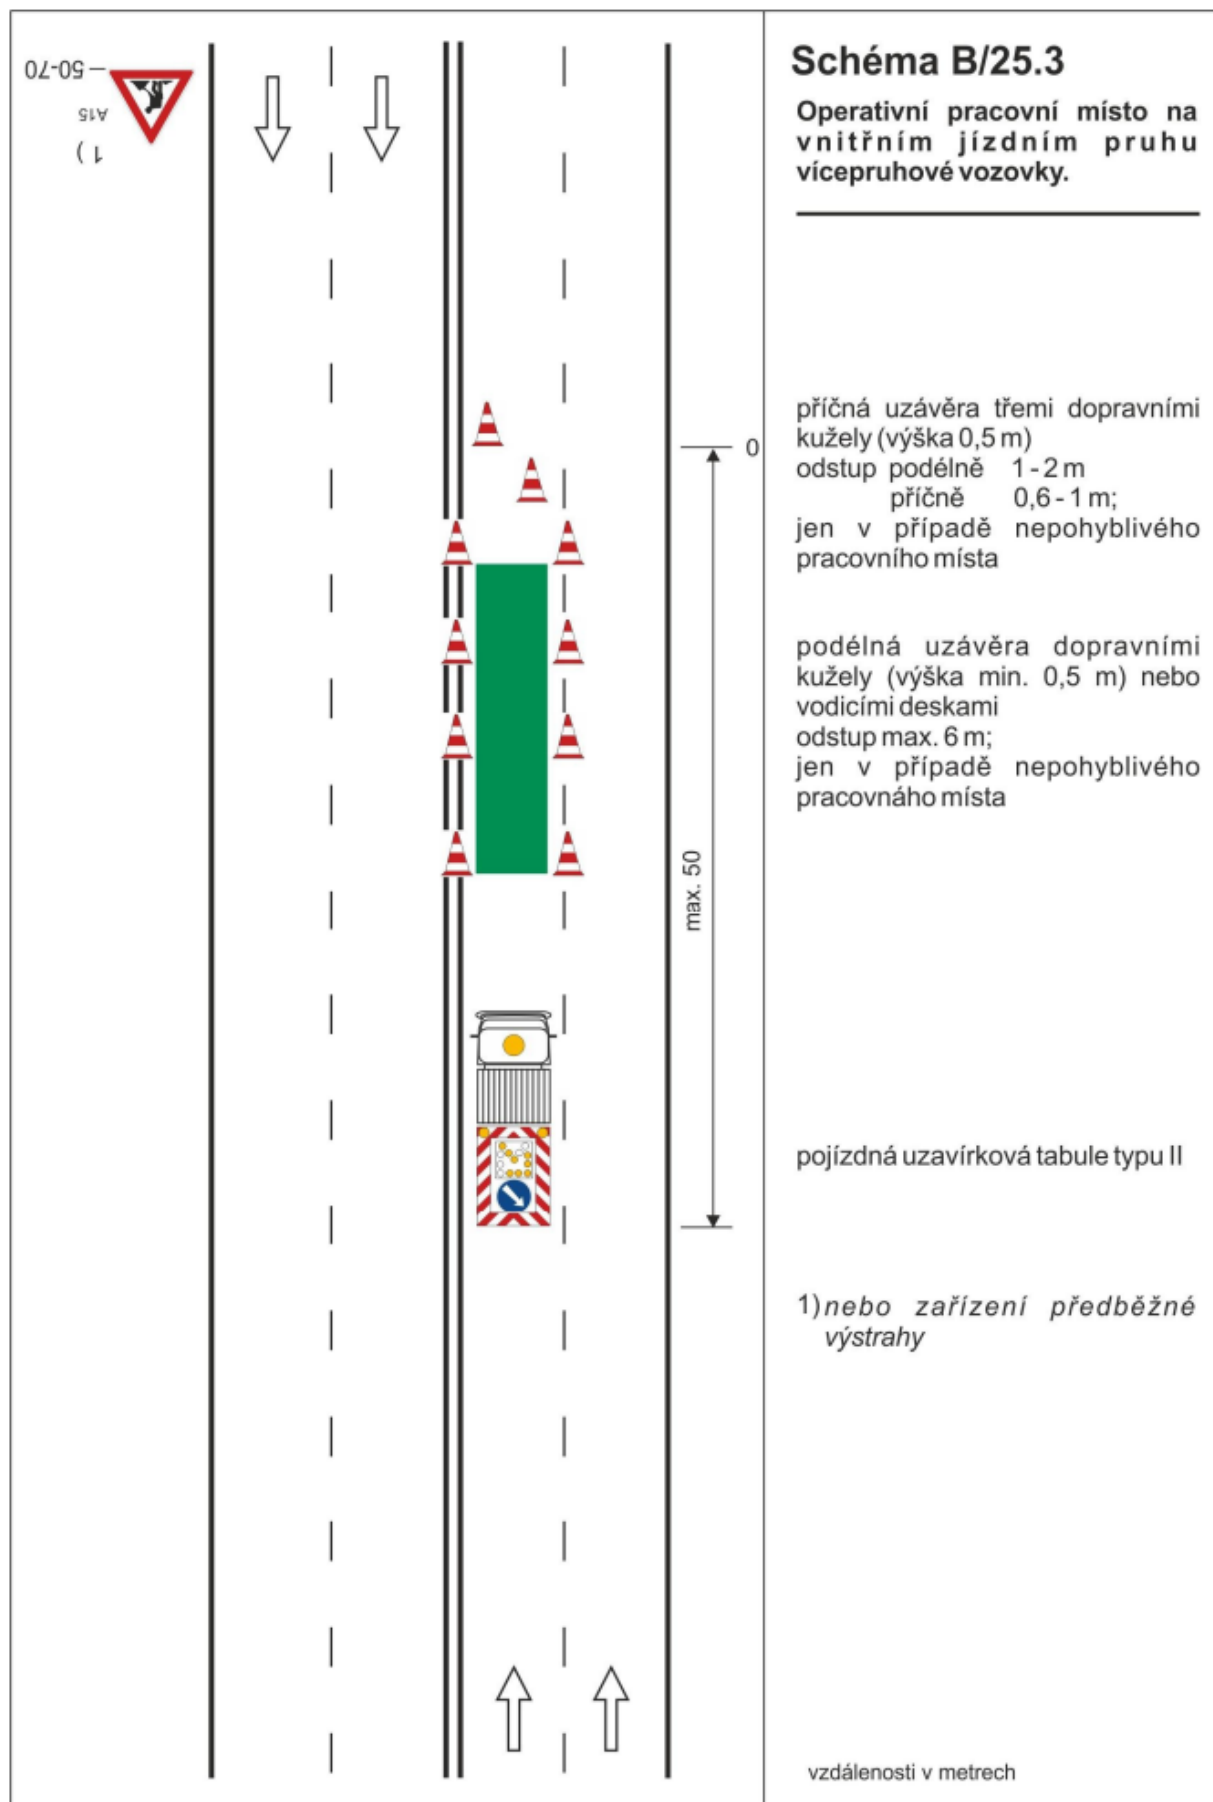 Schéma B/25.3
Operativní pracovní místo na
vnitřním jízdním pruhu
vícepruhové vozovky.
50-70
A15
1)
příčná uzávěra třemi dopravními
kužely (výška 0,5 m)
odstup podélně 1 - 2 m
příčně 0,6 - 1 m;
jen v případě nepohyblivého
pracovního místa
0
podélná uzávěra dopravními
kužely (výška min. 0,5 m) nebo
vodicími deskami
odstup max. 6 m;
jen v případě nepohyblivého
pracovnáho místa
max. 50
pojízdná uzavírková tabule typu II
1) nebo zařízení předběžné
výstrahy
vzdálenosti v metrech